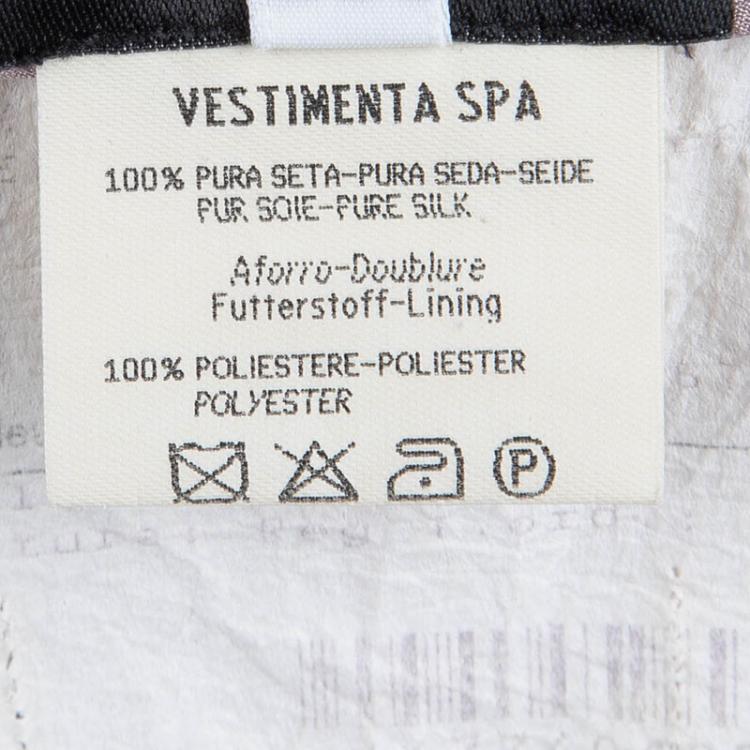 VESTIMENTA SPA
100% PURA SETA-PURA SEDA-SEIDE
PUR SOIE-PURE SILK
Aforro-Doublure
Futterstoff-Lining
100% POLIESTERE-POLIESTER
POLYESTER
P